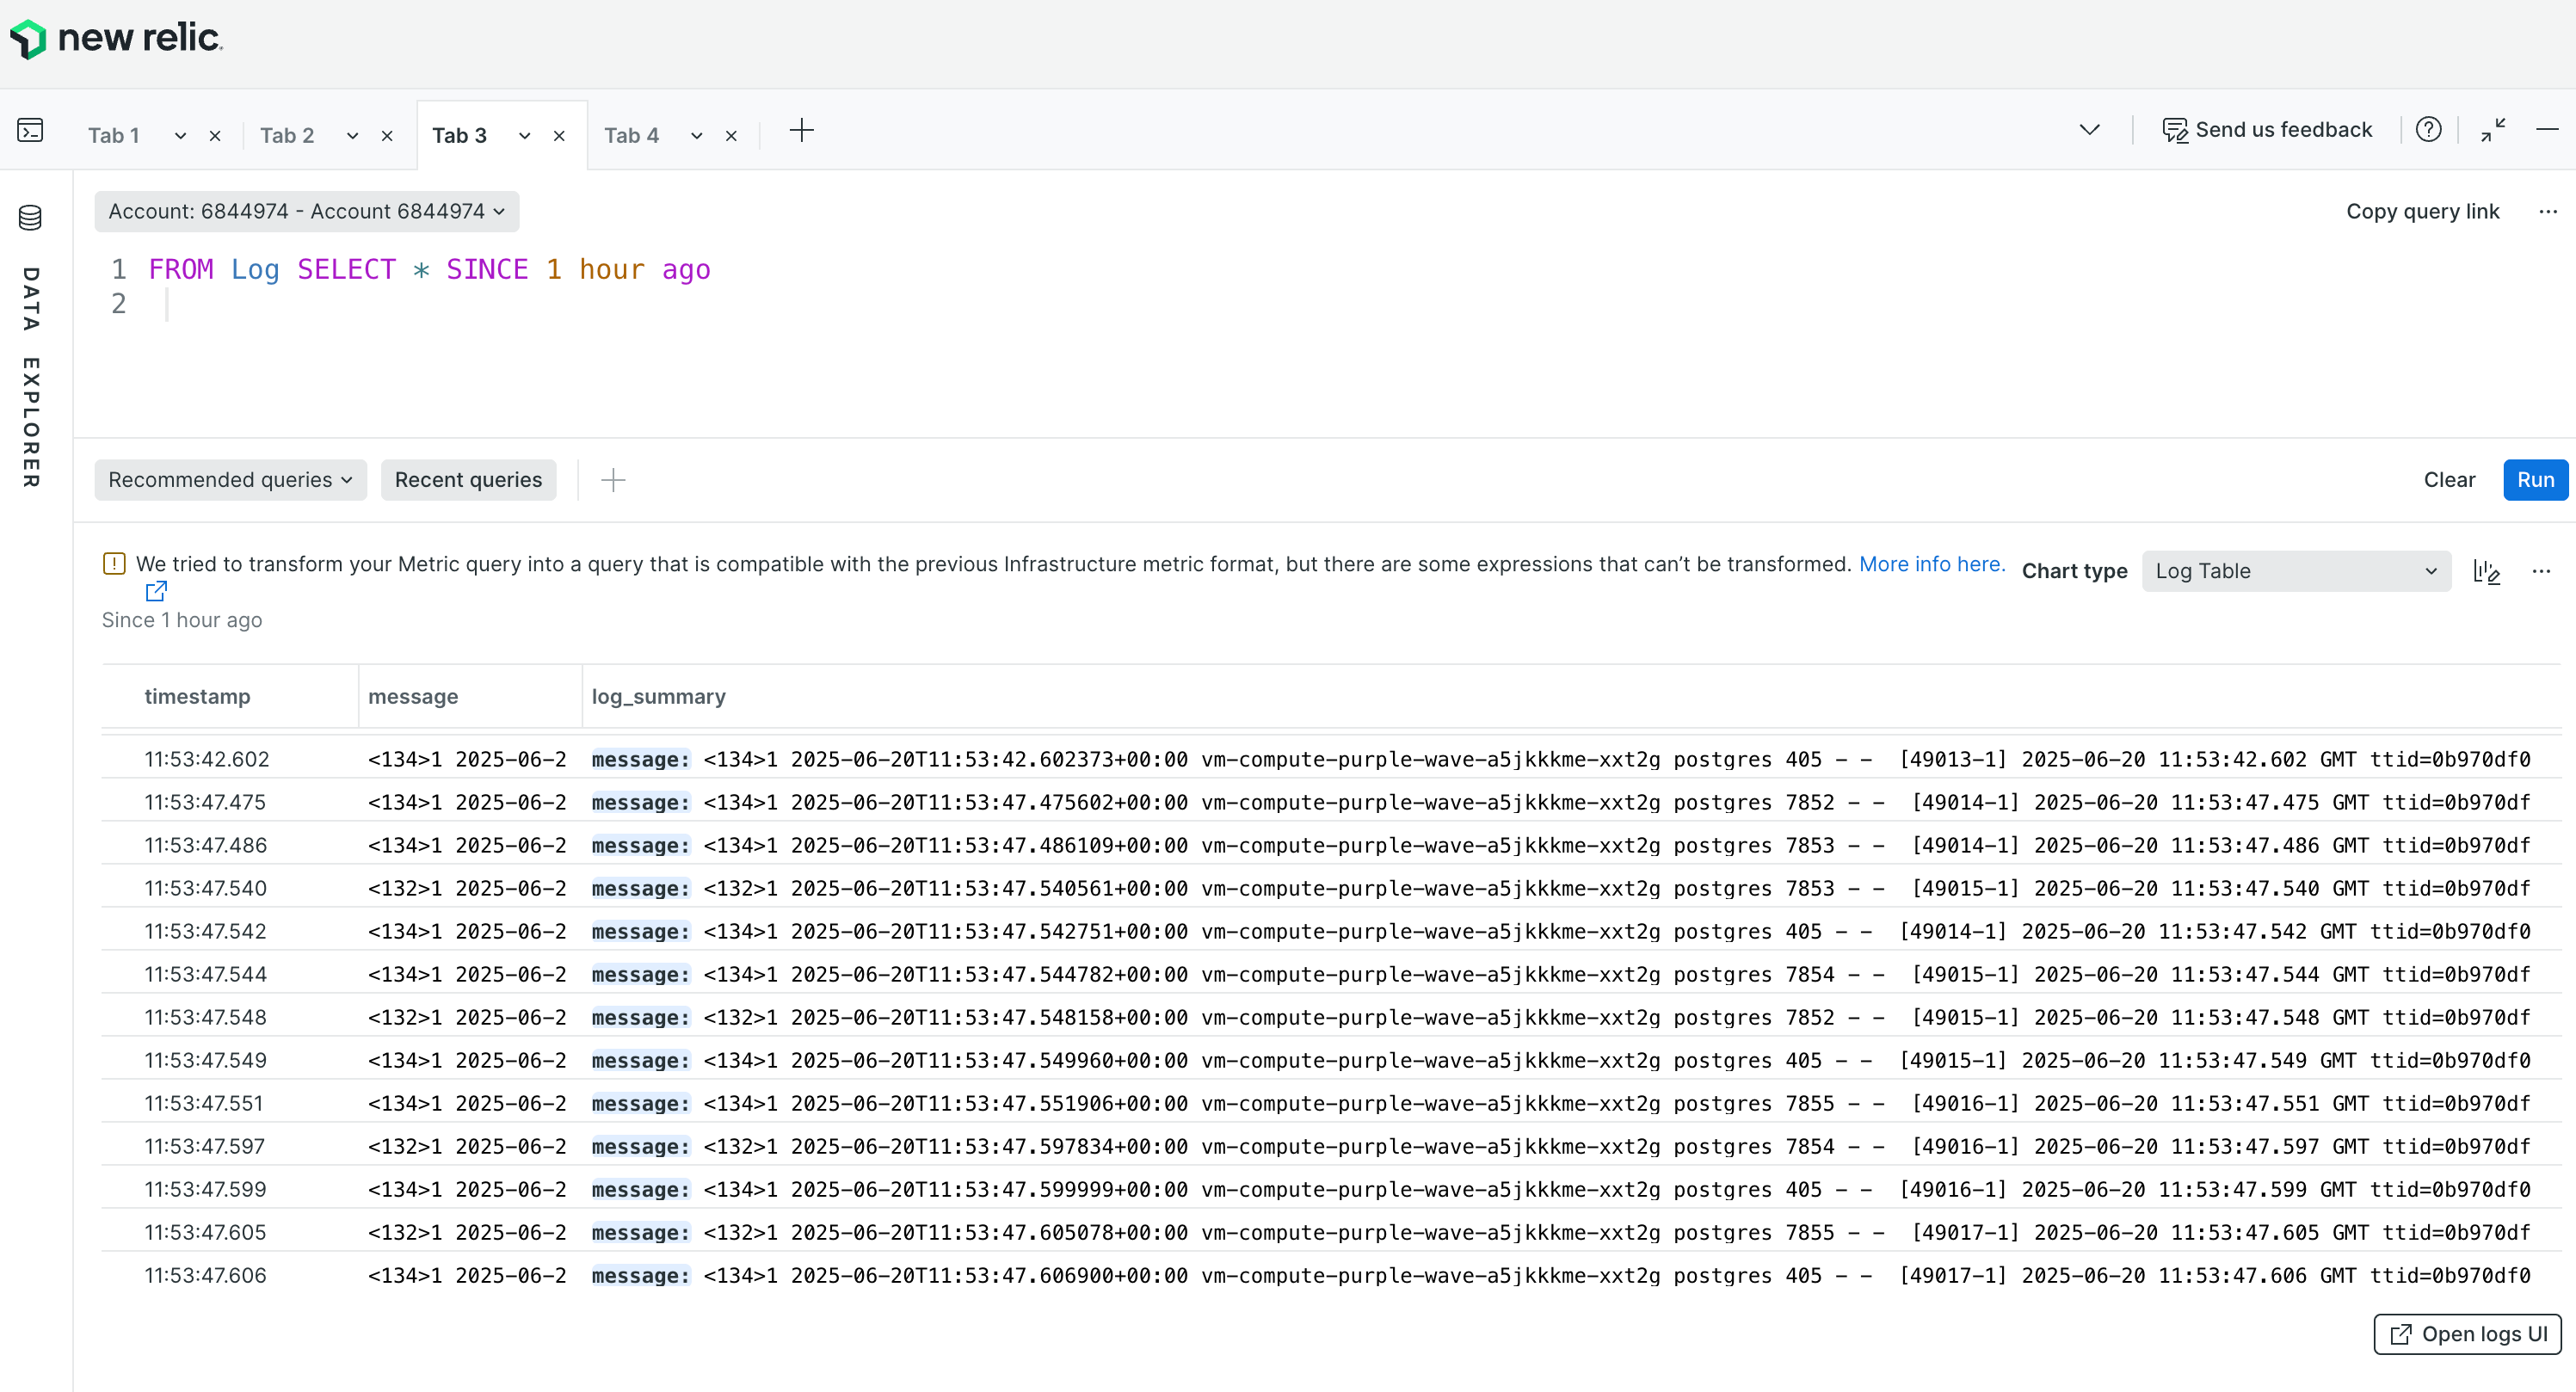 new relic
Tab 1
Tab 2
Tab 3
Tab 4
Send us feedback
Account: 6844974 - Account 6844974
Copy query link
1 FROM Log SELECT * SINCE 1 hour ago
2
DATA EXPLORER
Recommended queries
Recent queries
Clear
Run
We tried to transform your Metric query into a query that is compatible with the previous Infrastructure metric format, but there are some expressions that can't be transformed. More info here.
Chart type
Log Table
Since 1 hour ago
timestamp message log_summary
11:53:42.602 <134>1 2025-06-2 message: <134>1 2025-06-20T11:53:42.602373+00:00 vm-compute-purple-wave-a5jkkkme-xxt2g postgres 405 - - [49013-1] 2025-06-20 11:53:42.602 GMT ttid=0b970df0
11:53:47.475 <134>1 2025-06-2 message: <134>1 2025-06-20T11:53:47.475602+00:00 vm-compute-purple-wave-a5jkkkme-xxt2g postgres 7852 - - [49014-1] 2025-06-20 11:53:47.475 GMT ttid=0b970df
11:53:47.486 <134>1 2025-06-2 message: <134>1 2025-06-20T11:53:47.486109+00:00 vm-compute-purple-wave-a5jkkkme-xxt2g postgres 7853 - - [49014-1] 2025-06-20 11:53:47.486 GMT ttid=0b970df
11:53:47.540 <132>1 2025-06-2 message: <132>1 2025-06-20T11:53:47.540561+00:00 vm-compute-purple-wave-a5jkkkme-xxt2g postgres 7853 - - [49015-1] 2025-06-20 11:53:47.540 GMT ttid=0b970df
11:53:47.542 <134>1 2025-06-2 message: <134>1 2025-06-20T11:53:47.542751+00:00 vm-compute-purple-wave-a5jkkkme-xxt2g postgres 405 - - [49014-1] 2025-06-20 11:53:47.542 GMT ttid=0b970df0
11:53:47.544 <134>1 2025-06-2 message: <134>1 2025-06-20T11:53:47.544782+00:00 vm-compute-purple-wave-a5jkkkme-xxt2g postgres 7854 - - [49015-1] 2025-06-20 11:53:47.544 GMT ttid=0b970df
11:53:47.548 <132>1 2025-06-2 message: <132>1 2025-06-20T11:53:47.548158+00:00 vm-compute-purple-wave-a5jkkkme-xxt2g postgres 7852 - - [49015-1] 2025-06-20 11:53:47.548 GMT ttid=0b970df
11:53:47.549 <134>1 2025-06-2 message: <134>1 2025-06-20T11:53:47.549960+00:00 vm-compute-purple-wave-a5jkkkme-xxt2g postgres 405 - - [49015-1] 2025-06-20 11:53:47.549 GMT ttid=0b970df0
11:53:47.551 <134>1 2025-06-2 message: <134>1 2025-06-20T11:53:47.551906+00:00 vm-compute-purple-wave-a5jkkkme-xxt2g postgres 7855 - - [49016-1] 2025-06-20 11:53:47.551 GMT ttid=0b970df
11:53:47.597 <132>1 2025-06-2 message: <132>1 2025-06-20T11:53:47.597834+00:00 vm-compute-purple-wave-a5jkkkme-xxt2g postgres 7854 - - [49016-1] 2025-06-20 11:53:47.597 GMT ttid=0b970df
11:53:47.599 <134>1 2025-06-2 message: <134>1 2025-06-20T11:53:47.599999+00:00 vm-compute-purple-wave-a5jkkkme-xxt2g postgres 405 - - [49016-1] 2025-06-20 11:53:47.599 GMT ttid=0b970df0
11:53:47.605 <132>1 2025-06-2 message: <132>1 2025-06-20T11:53:47.605078+00:00 vm-compute-purple-wave-a5jkkkme-xxt2g postgres 7855 - - [49017-1] 2025-06-20 11:53:47.605 GMT ttid=0b970df
11:53:47.606 <134>1 2025-06-2 message: <134>1 2025-06-20T11:53:47.606900+00:00 vm-compute-purple-wave-a5jkkkme-xxt2g postgres 405 - - [49017-1] 2025-06-20 11:53:47.606 GMT ttid=0b970df0
Open logs UI